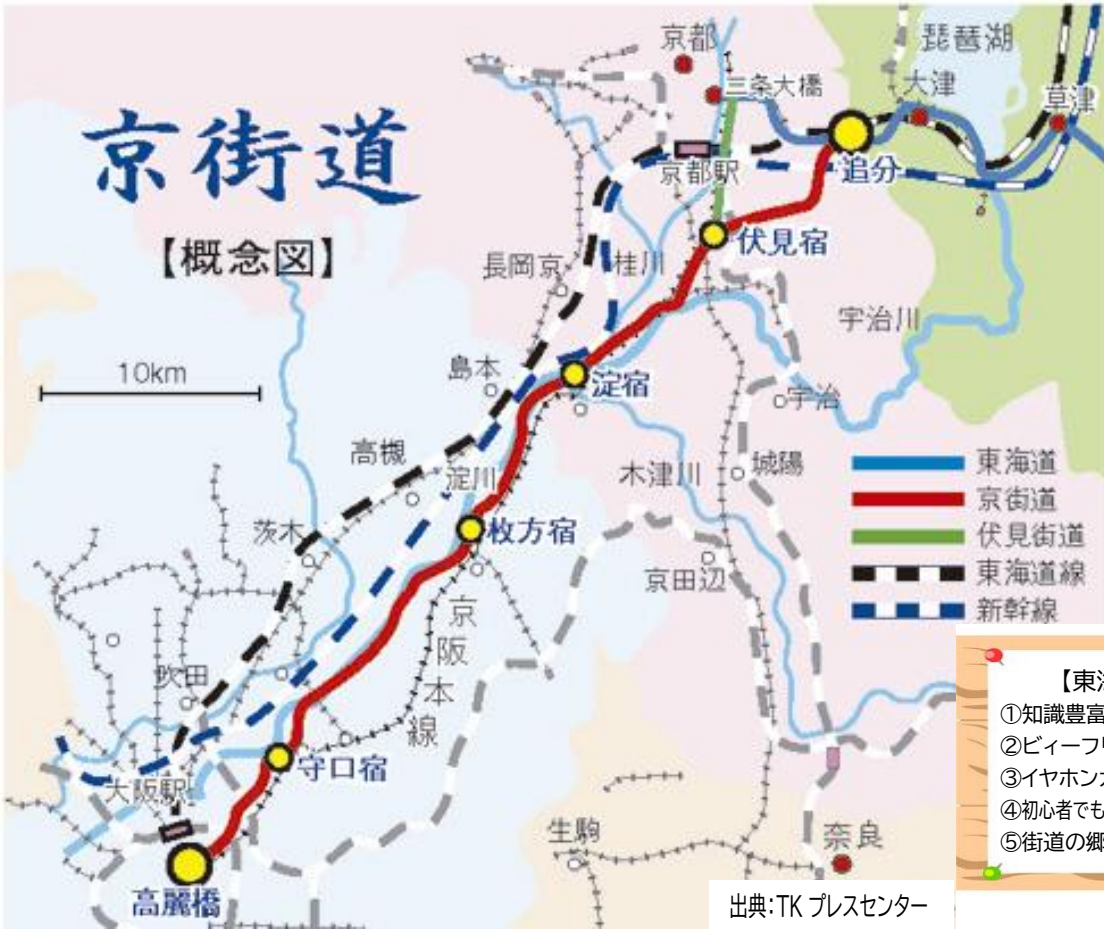 京街道
【概念図】
10km
京都
三条大橋
琵琶湖
大津
草津
追分
京都駅
伏見宿
長岡京
桂川
宇治川
島本
淀宿
宇治
高槻
淀川
木津川
城陽
茨木
枚方宿
京田辺
京阪本線
吹田
守口宿
大阪駅
高麗橋
生駒
奈良
東海道
京街道
伏見街道
東海道線
新幹線
①知識豊富
②ビィーフ
③イヤホン
④初心者でも
⑤街道の郷
出典:TK プレスセンター